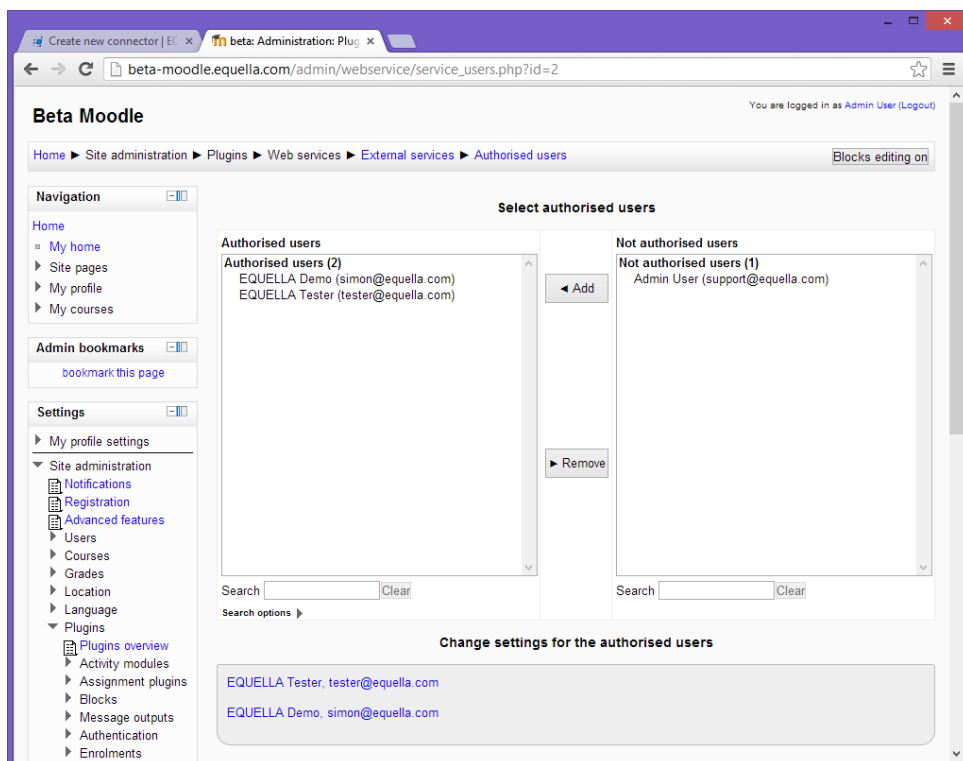 Create new connector | EC
beta: Administration: Plug
beta-moodle.equella.com/admin/webservice/service_users.php?id=2
Beta Moodle
You are logged in as Admin User (Logout)
Home ► Site administration ► Plugins ► Web services ► External services ► Authorised users
Blocks editing on
Navigation
Home
My home
Site pages
My profile
My courses
Admin bookmarks
bookmark this page
Settings
My profile settings
Site administration
Notifications
Registration
Advanced features
Users
Courses
Grades
Location
Language
Plugins
Plugins overview
Activity modules
Assignment plugins
Blocks
Message outputs
Authentication
Enrolments
Select authorised users
Authorised users
Authorised users (2)
EQUELLA Demo (simon@equella.com)
EQUELLA Tester (tester@equella.com)
Search
Clear
Search options
◄ Add
► Remove
Not authorised users
Not authorised users (1)
Admin User (support@equella.com)
Search
Clear
Change settings for the authorised users
EQUELLA Tester, tester@equella.com
EQUELLA Demo, simon@equella.com